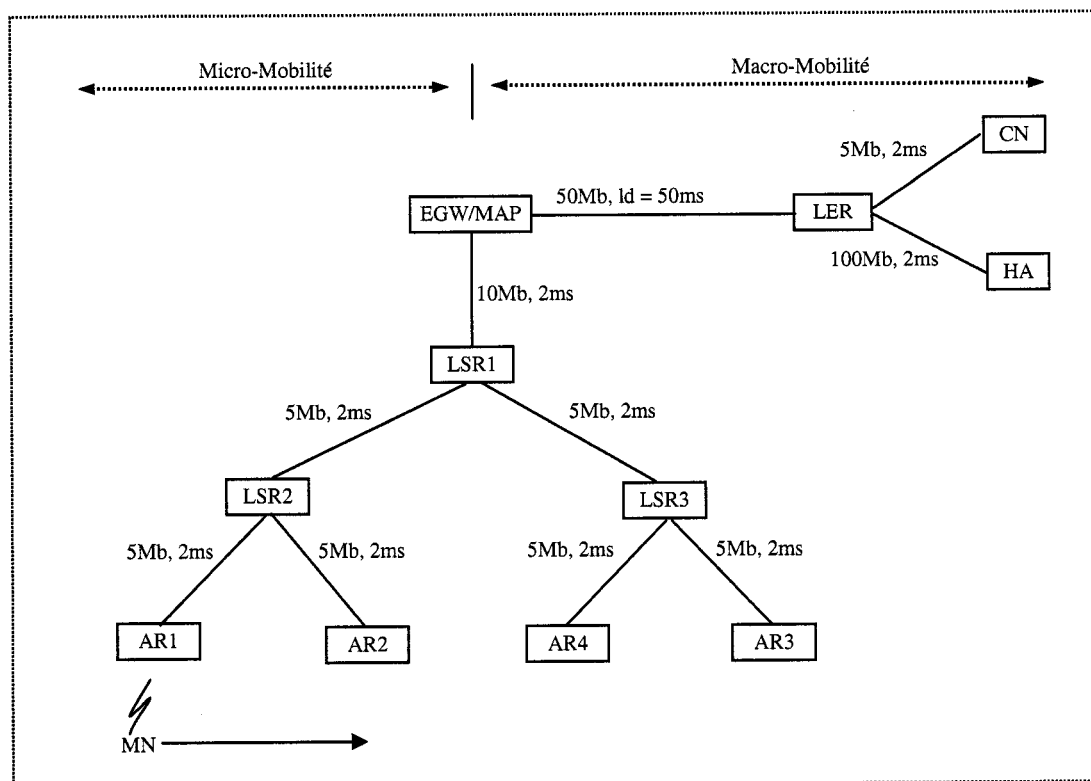 Micro-Mobilité
Macro-Mobilité
CN
5Mb, 2ms
50Mb, ld = 50ms
EGW/MAP
LER
100Mb, 2ms
HA
10Mb, 2ms
LSR1
5Mb, 2ms
5Mb, 2ms
LSR2
LSR3
5Mb, 2ms
5Mb, 2ms
5Mb, 2ms
5Mb, 2ms
AR1
AR2
AR4
AR3
MN